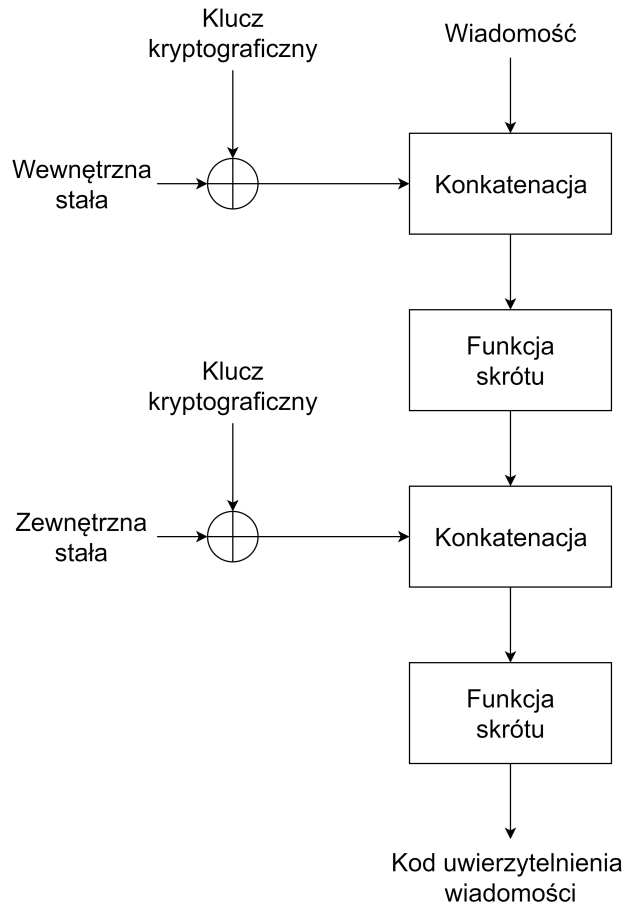 Klucz
kryptograficzny
Wiadomość
Wewnętrzna
stała
Konkatenacja
Funkcja
skrótu
Klucz
kryptograficzny
Zewnętrzna
stała
Konkatenacja
Funkcja
skrótu
Kod uwierzytelnienia
wiadomości